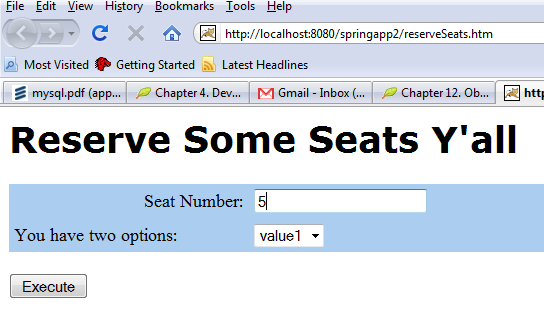 File Edit View History Bookmarks Tools Help
http://localhost:8080/springapp2/reserveSeats.htm
Most Visited Getting Started Latest Headlines
mysql.pdf (app... Chapter 4. Dev... Gmail - Inbox (... Chapter 12. Ob... htt
Reserve Some Seats Y'all
Seat Number: 5
You have two options: value1
Execute